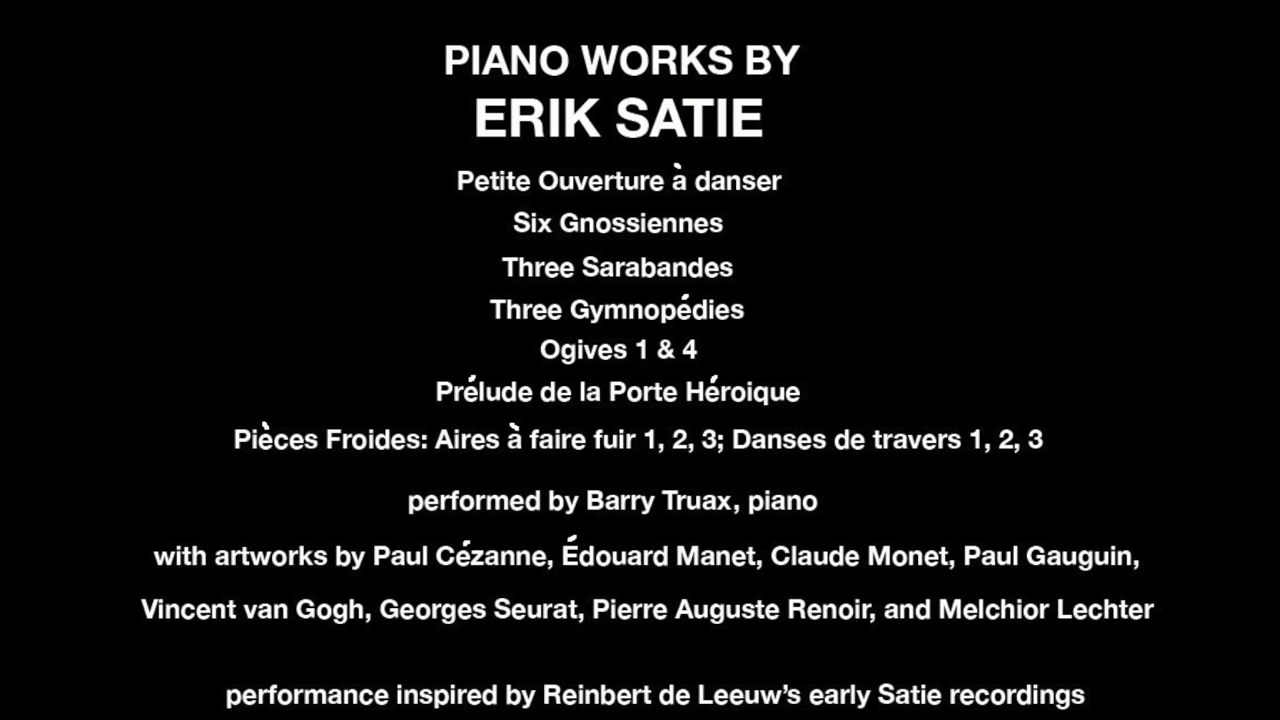 PIANO WORKS BY
ERIK SATIE
Petite Ouverture à danser
Six Gnossiennes
Three Sarabandes
Three Gymnopédies
Ogives 1 & 4
Prélude de la Porte Héroique
Pièces Froides: Aires à faire fuir 1, 2, 3; Danses de travers 1, 2, 3
performed by Barry Truax, piano
with artworks by Paul Cézanne, Édouard Manet, Claude Monet, Paul Gauguin,
Vincent van Gogh, Georges Seurat, Pierre Auguste Renoir, and Melchior Lechter
performance inspired by Reinbert de Leeuw’s early Satie recordings